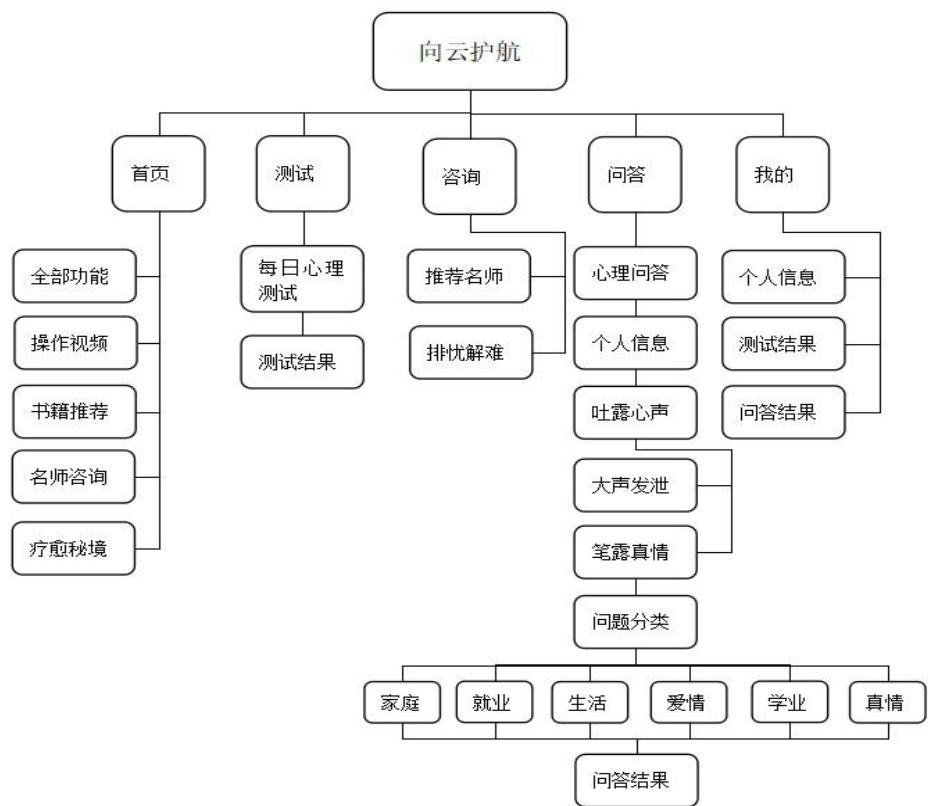 向云护航
首页
测试
咨询
问答
我的
全部功能
操作视频
书籍推荐
名师咨询
疗愈秘境
每日心理
测试
测试结果
推荐名师
排忧解难
心理问答
个人信息
吐露心声
大声发泄
笔露真情
问题分类
家庭
就业
生活
爱情
学业
真情
问答结果
个人信息
测试结果
问答结果